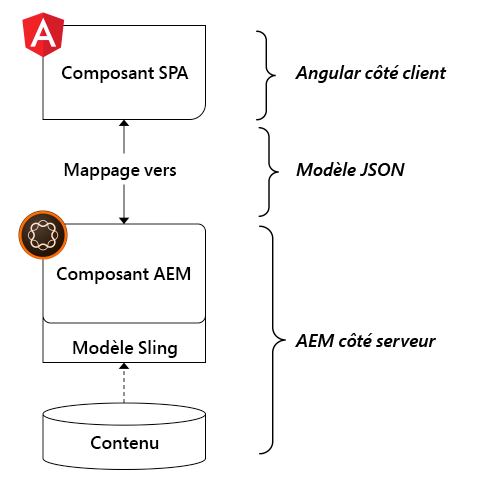 Composant SPA
Angular côté client
Mappage vers
Modèle JSON
Composant AEM
AEM côté serveur
Modèle Sling
Contenu